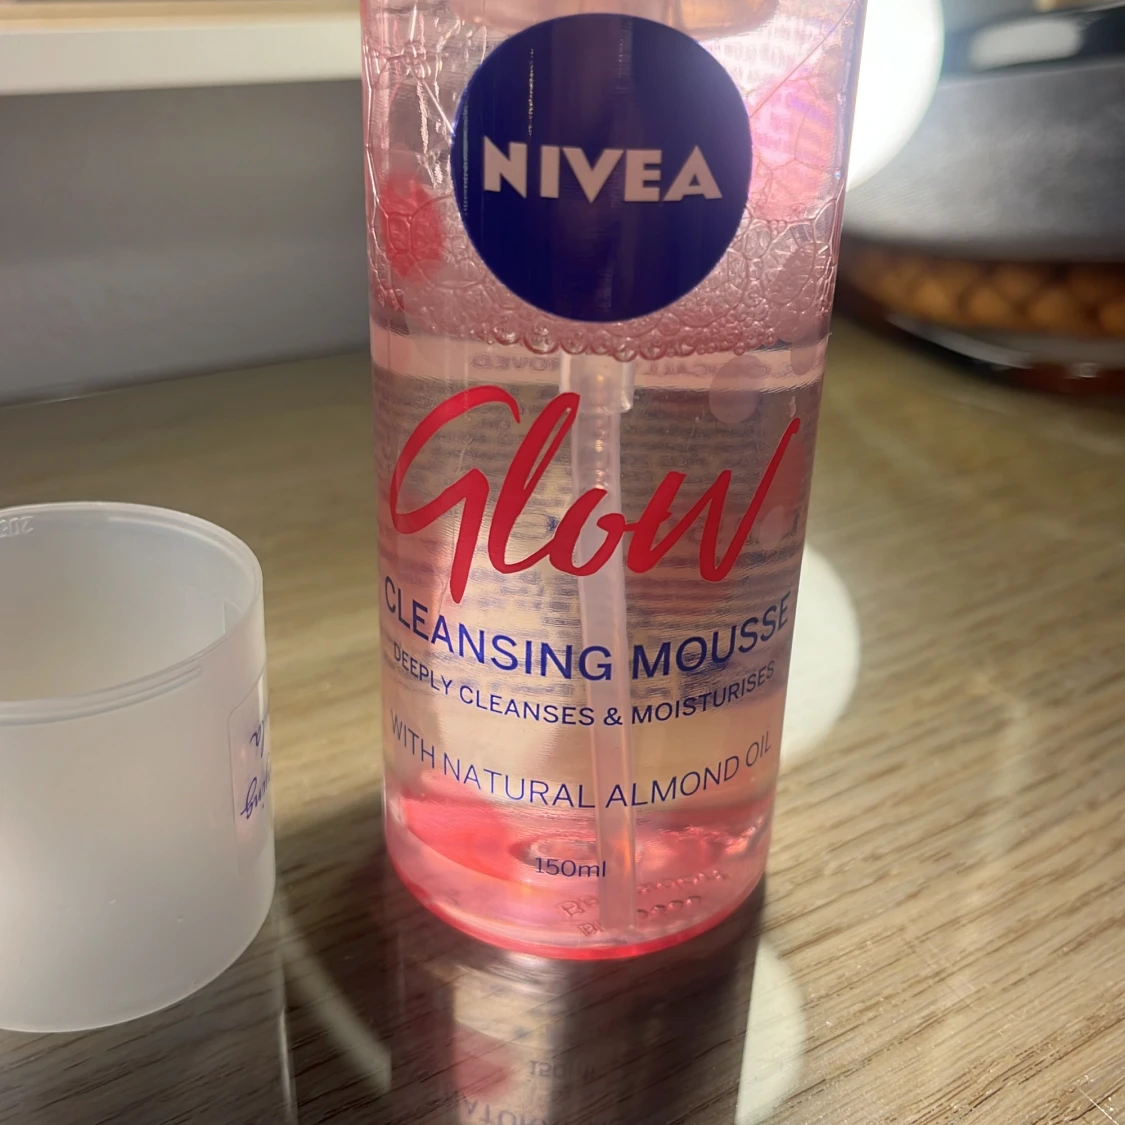 NIVEA
Glow
CLEANSING MOUSSE
DEEPLY CLEANSES & MOISTURISES
WITH NATURAL ALMOND OIL
150ml